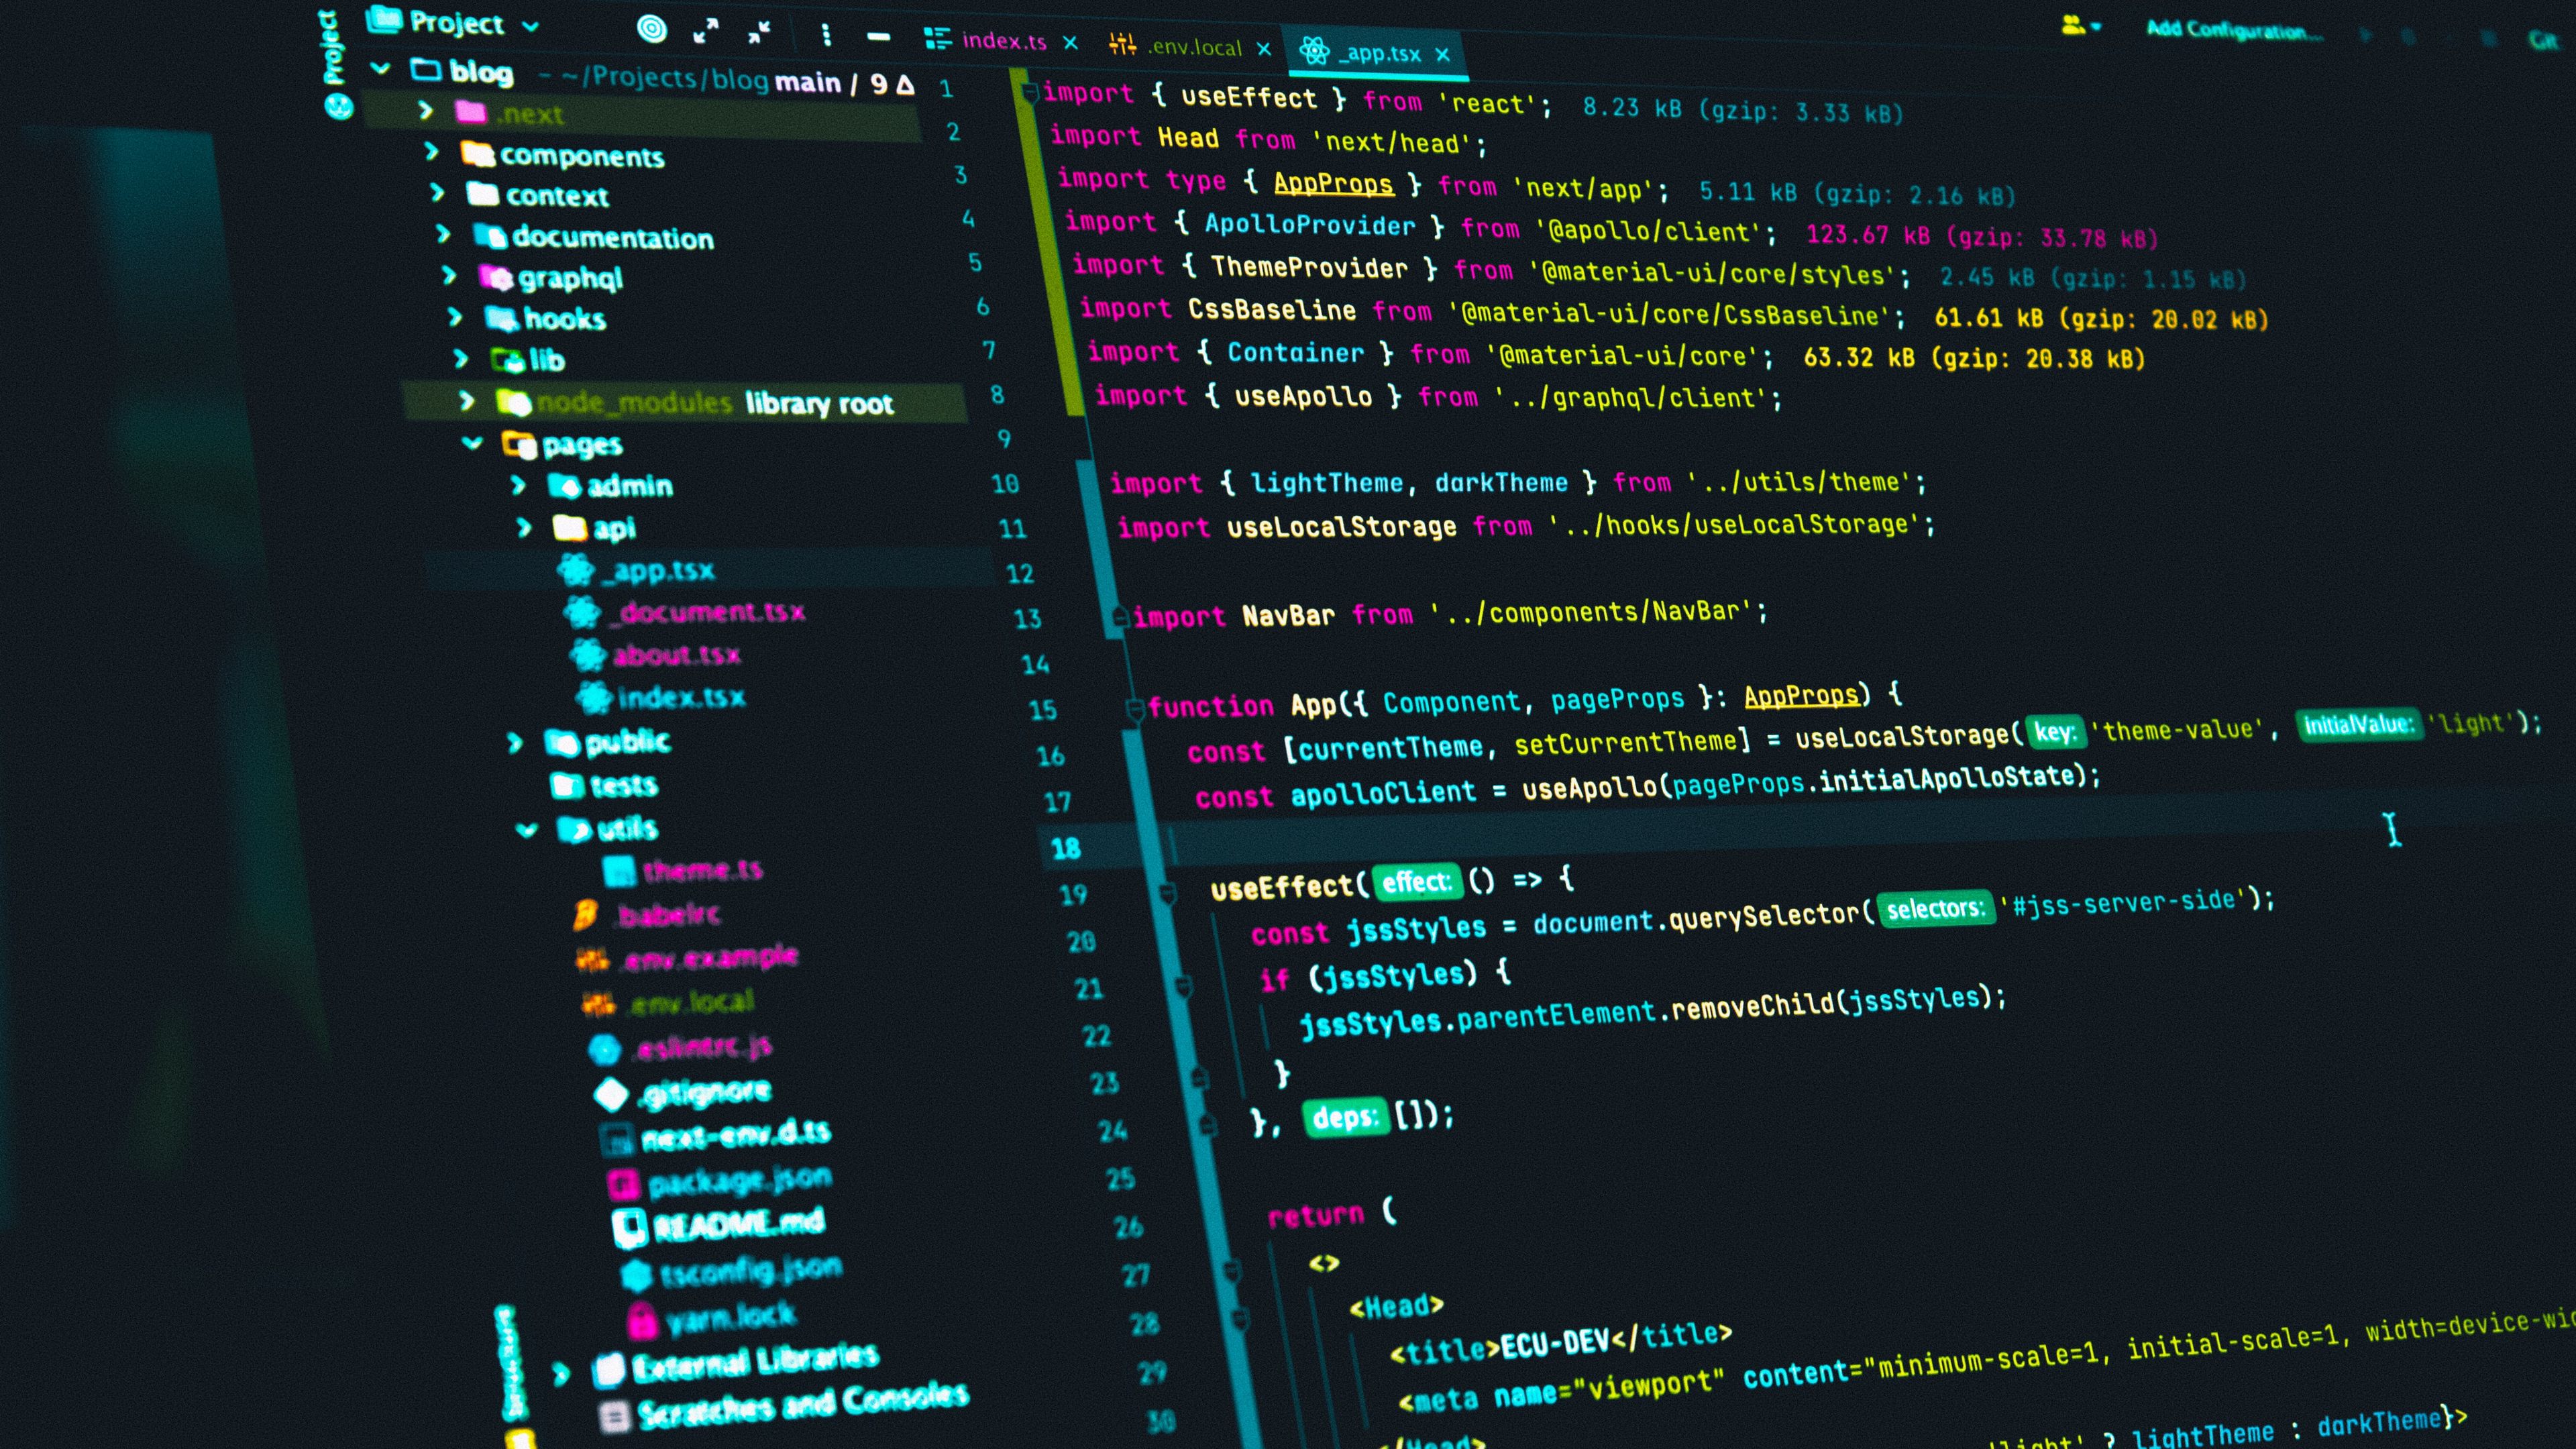 Project
Project
index.ts
.env.local
_app.tsx
Add Configuration...
Git
blog ~/Projects/blog main / 9 Δ
.next
components
context
documentation
graphql
hooks
lib
node_modules library root
pages
admin
api
_app.tsx
_document.tsx
about.tsx
index.tsx
public
tests
utils
theme.ts
.babelrc
.env.example
.env.local
.eslintrc.js
.gitignore
next-env.d.ts
package.json
README.md
tsconfig.json
yarn.lock
External Libraries
Scratches and Consoles
1 import { useEffect } from 'react'; 8.23 kB (gzip: 3.33 kB)
2 import Head from 'next/head';
3 import type { AppProps } from 'next/app'; 5.11 kB (gzip: 2.16 kB)
4 import { ApolloProvider } from '@apollo/client'; 123.67 kB (gzip: 33.78 kB)
5 import { ThemeProvider } from '@material-ui/core/styles'; 2.45 kB (gzip: 1.15 kB)
6 import CssBaseline from '@material-ui/core/CssBaseline'; 61.61 kB (gzip: 20.02 kB)
7 import { Container } from '@material-ui/core'; 63.32 kB (gzip: 20.38 kB)
8 import { useApollo } from '../graphql/client';
9
10 import { lightTheme, darkTheme } from '../utils/theme';
11 import useLocalStorage from '../hooks/useLocalStorage';
12
13 import NavBar from '../components/NavBar';
14
15 function App({ Component, pageProps }: AppProps) {
16 const [currentTheme, setCurrentTheme] = useLocalStorage( key: 'theme-value', initialValue: 'light');
17 const apolloClient = useApollo(pageProps.initialApolloState);
18
19 useEffect( effect: () => {
20 const jssStyles = document.querySelector( selectors: '#jss-server-side');
21 if (jssStyles) {
22 jssStyles.parentElement.removeChild(jssStyles);
23 }
24 }, deps: []);
25
26 return (
27 <>
28 <Head>
29 <title>ECU-DEV</title>
30 <meta name="viewport" content="minimum-scale=1, initial-scale=1, width=device-wid
</Head>
'light' ? lightTheme : darkTheme}>